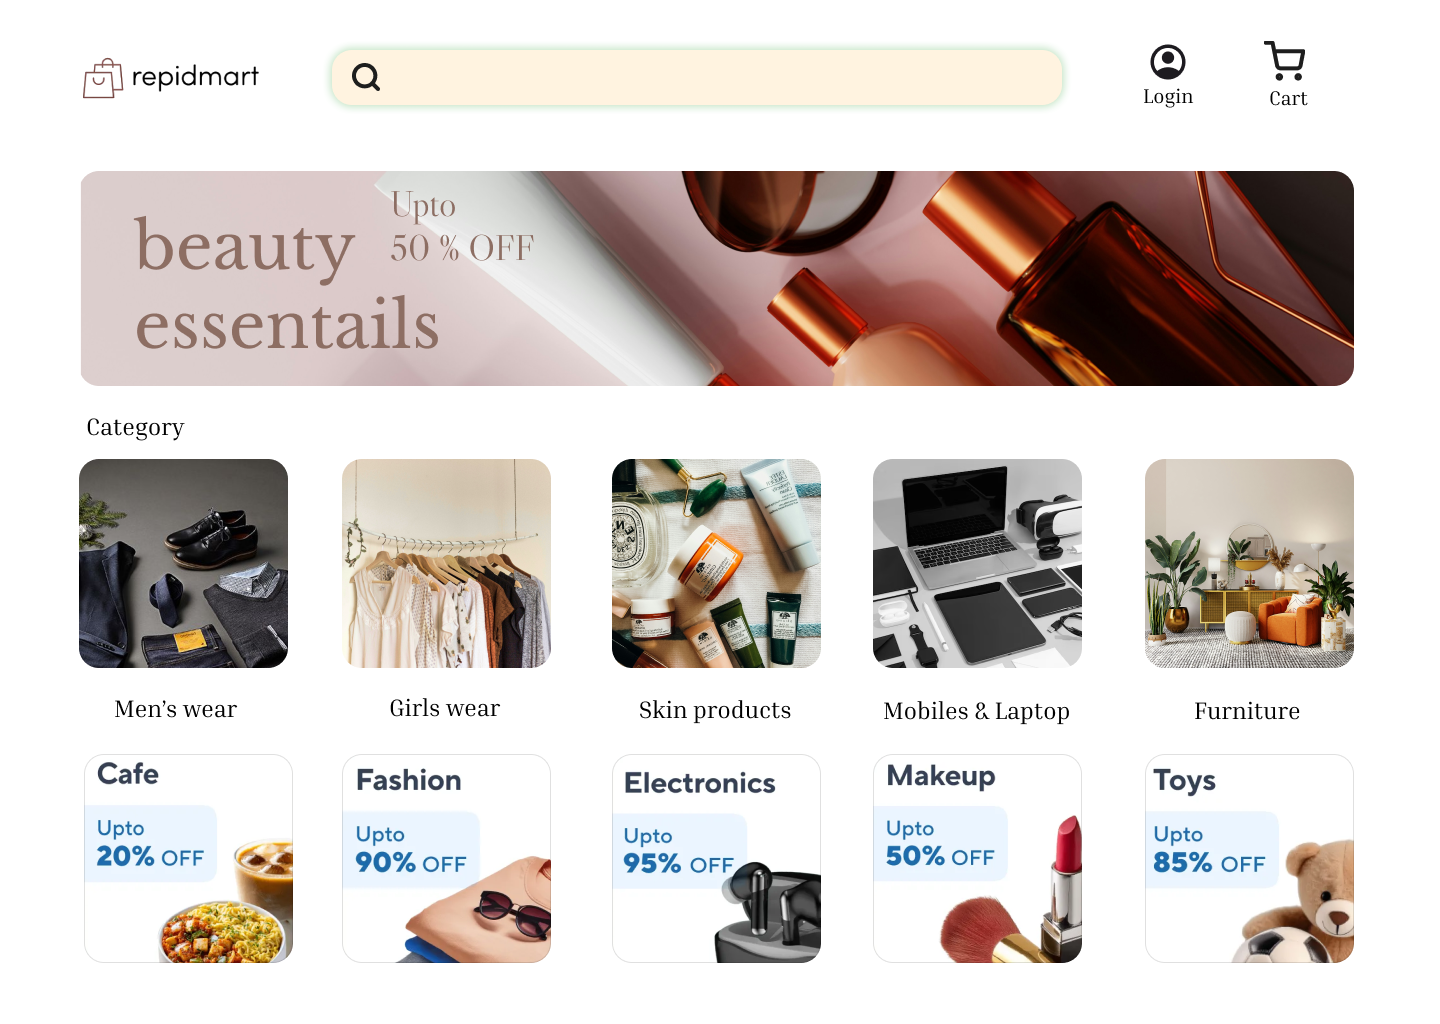 repidmart
Login
Cart
beauty
essentails
Upto
50 % OFF
Category
Men's wear
Girls wear
Skin products
Mobiles & Laptop
Furniture
Cafe
Upto
20% OFF
Fashion
Upto
90% OFF
Electronics
Upto
95% OFF
Makeup
Upto
50% OFF
Toys
Upto
85% OFF